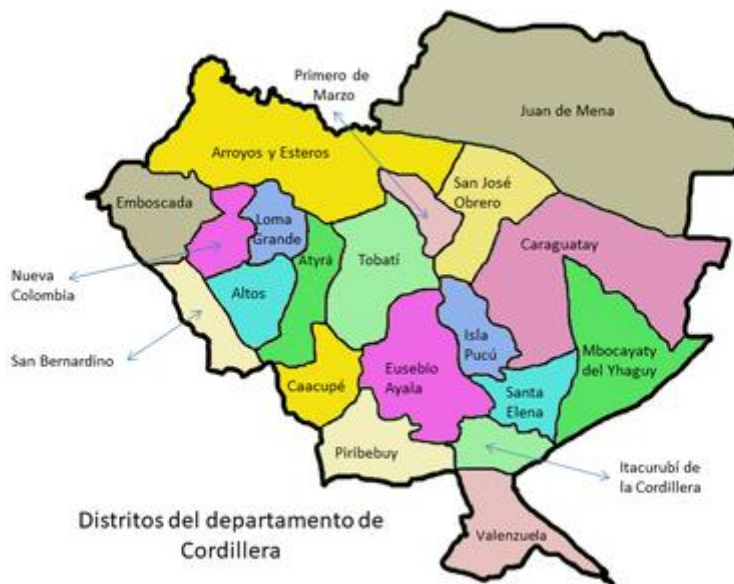 Primero de
Marzo
Juan de Mena
Arroyos y Esteros
San José
Obrero
Emboscada
Loma
Grande
Caraguatay
Atyrá
Tobatí
Nueva
Colombia
Altos
Isla
Pucú
San Bernardino
Mbocayaty
del Yhaguy
Eusebio
Ayala
Caacupé
Santa
Elena
Piribebuy
Itacurubí de
la Cordillera
Distritos del departamento de
Cordillera
Valenzuela